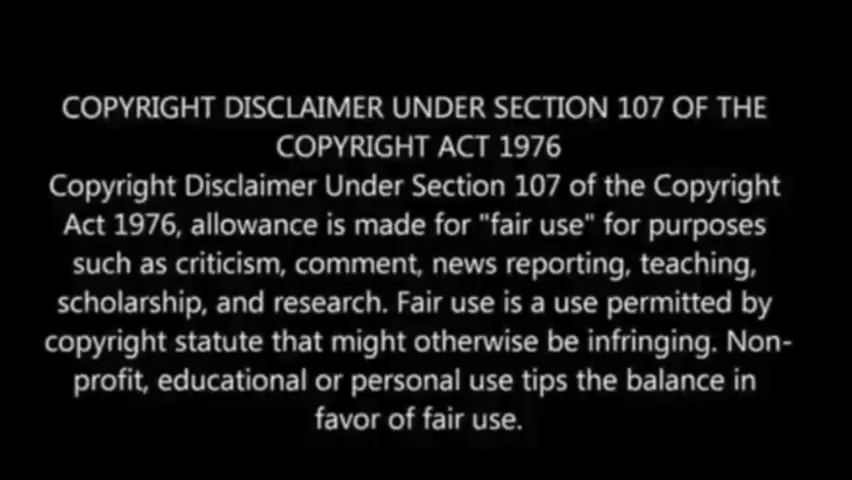 COPYRIGHT DISCLAIMER UNDER SECTION 107 OF THE
COPYRIGHT ACT 1976
Copyright Disclaimer Under Section 107 of the Copyright
Act 1976, allowance is made for "fair use" for purposes
such as criticism, comment, news reporting, teaching,
scholarship, and research. Fair use is a use permitted by
copyright statute that might otherwise be infringing. Non-
profit, educational or personal use tips the balance in
favor of fair use.